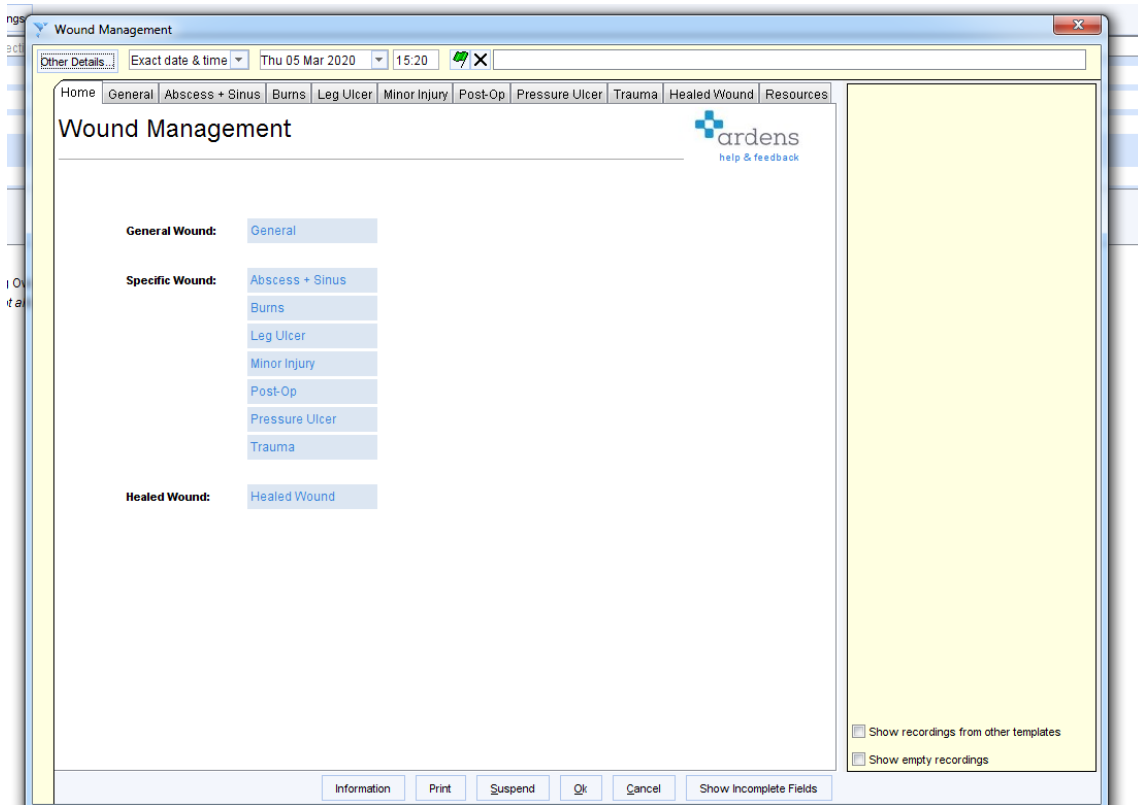 ngs
Wound Management
Other Details... Exact date & time Thu 05 Mar 2020 15:20
Home General Abscess + Sinus Burns Leg Ulcer Minor Injury Post-Op Pressure Ulcer Trauma Healed Wound Resources
Wound Management
ardens
help & feedback
General Wound: General
Specific Wound: Abscess + Sinus
Burns
Leg Ulcer
Minor Injury
Post-Op
Pressure Ulcer
Trauma
Healed Wound: Healed Wound
Show recordings from other templates
Show empty recordings
Information Print Suspend Ok Cancel Show Incomplete Fields